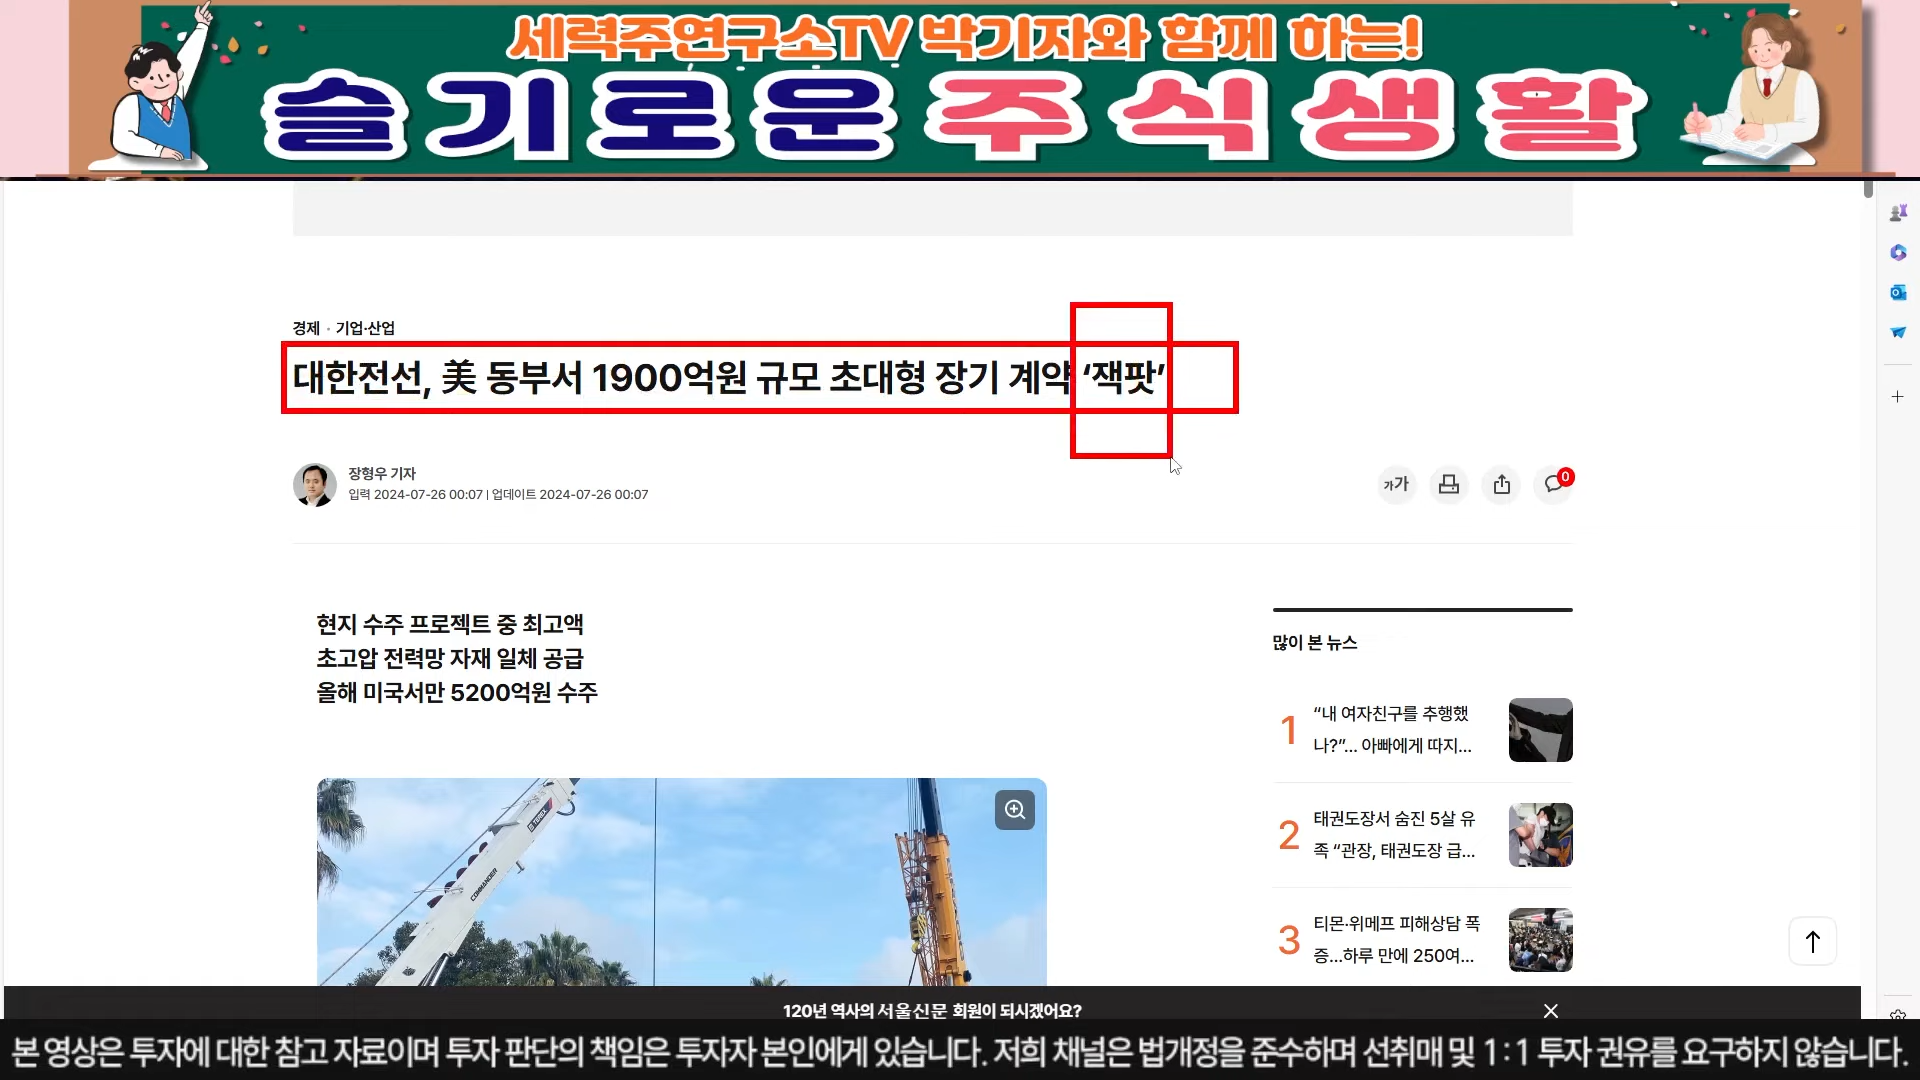 세력주연구소TV 박기자와 함께 하는!
슬기로운 주식생활
경제 · 기업·산업
대한전선, 美 동부서 1900억원 규모 초대형 장기 계약 ‘잭팟’
장형우 기자
입력 2024-07-26 00:07 | 업데이트 2024-07-26 00:07
가가
0
현지 수주 프로젝트 중 최고액
초고압 전력망 자재 일체 공급
올해 미국서만 5200억원 수주
많이 본 뉴스
1
“내 여자친구를 추행했
나?”... 아빠에게 따지...
2
태권도장서 숨진 5살 유
족 “관장, 태권도장 급...
3
티몬·위메프 피해상담 폭
증...하루 만에 250여...
TEREX
COMMANDER
120년 역사의 서울신문 회원이 되시겠어요?
본 영상은 투자에 대한 참고 자료이며 투자 판단의 책임은 투자자 본인에게 있습니다. 저희 채널은 법개정을 준수하며 선취매 및 1:1 투자 권유를 요구하지 않습니다.